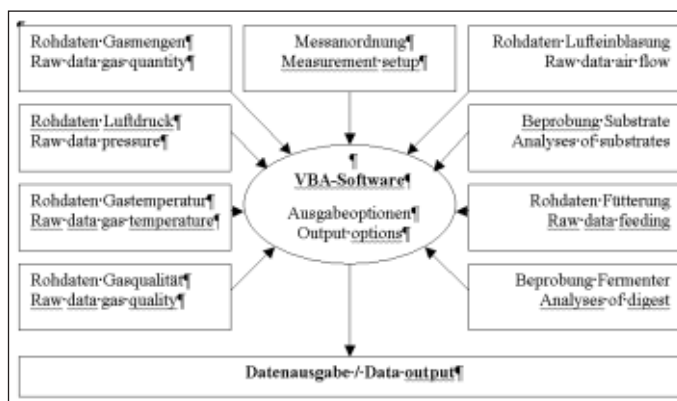 ¶
Rohdaten·Gasmengen¶
Raw·data·gas·quantity¶
Messanordnung¶
Measurement·setup¶
Rohdaten·Lufteinblasung
Raw·data·air·flow
Rohdaten·Luftdruck¶
Raw·data·pressure¶
Beprobung·Substrate
Analyses·of·substrates
¶
VBA-Software¶
Ausgabeoptionen¶
Output·options¶
Rohdaten·Gastemperatur¶
Raw·data·gas·temperature¶
Rohdaten·Fütterung
Raw·data·feeding
Rohdaten·Gasqualität¶
Raw·data·gas·quality¶
Beprobung·Fermenter
Analyses·of·digest
Datenausgabe·/·Data·output¶